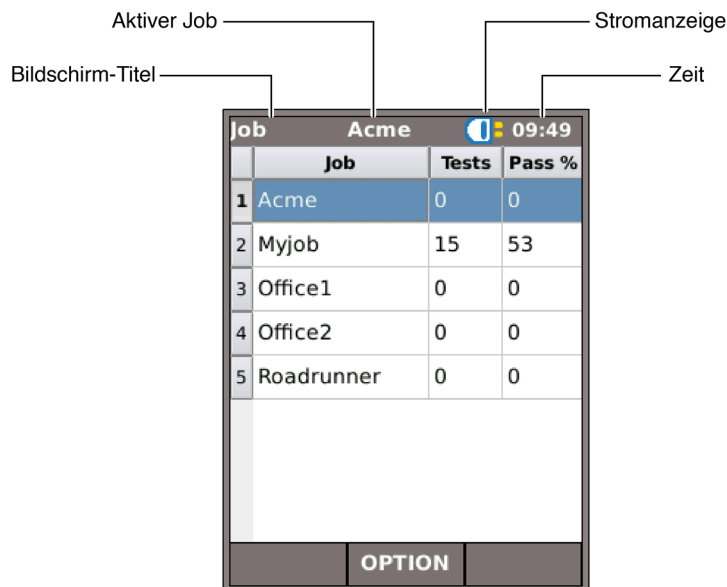 Aktiver Job Stromanzeige
Bildschirm-Titel Zeit
Job Acme 09:49
Job Tests Pass %
1 Acme 0 0
2 Myjob 15 53
3 Office1 0 0
4 Office2 0 0
5 Roadrunner 0 0
OPTION